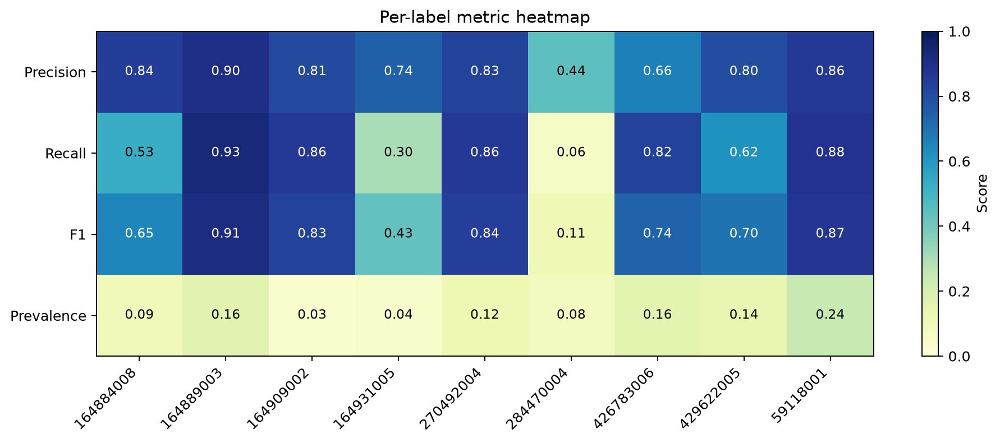 Per-label metric heatmap
Precision 0.84 0.90 0.81 0.74 0.83 0.44 0.66 0.80 0.86
Recall 0.53 0.93 0.86 0.30 0.86 0.06 0.82 0.62 0.88
F1 0.65 0.91 0.83 0.43 0.84 0.11 0.74 0.70 0.87
Prevalence 0.09 0.16 0.03 0.04 0.12 0.08 0.16 0.14 0.24
164884008 164889003 164909002 164931005 270492004 284470004 426783006 429622005 59118001
1.0
0.8
0.6
0.4
0.2
0.0
Score